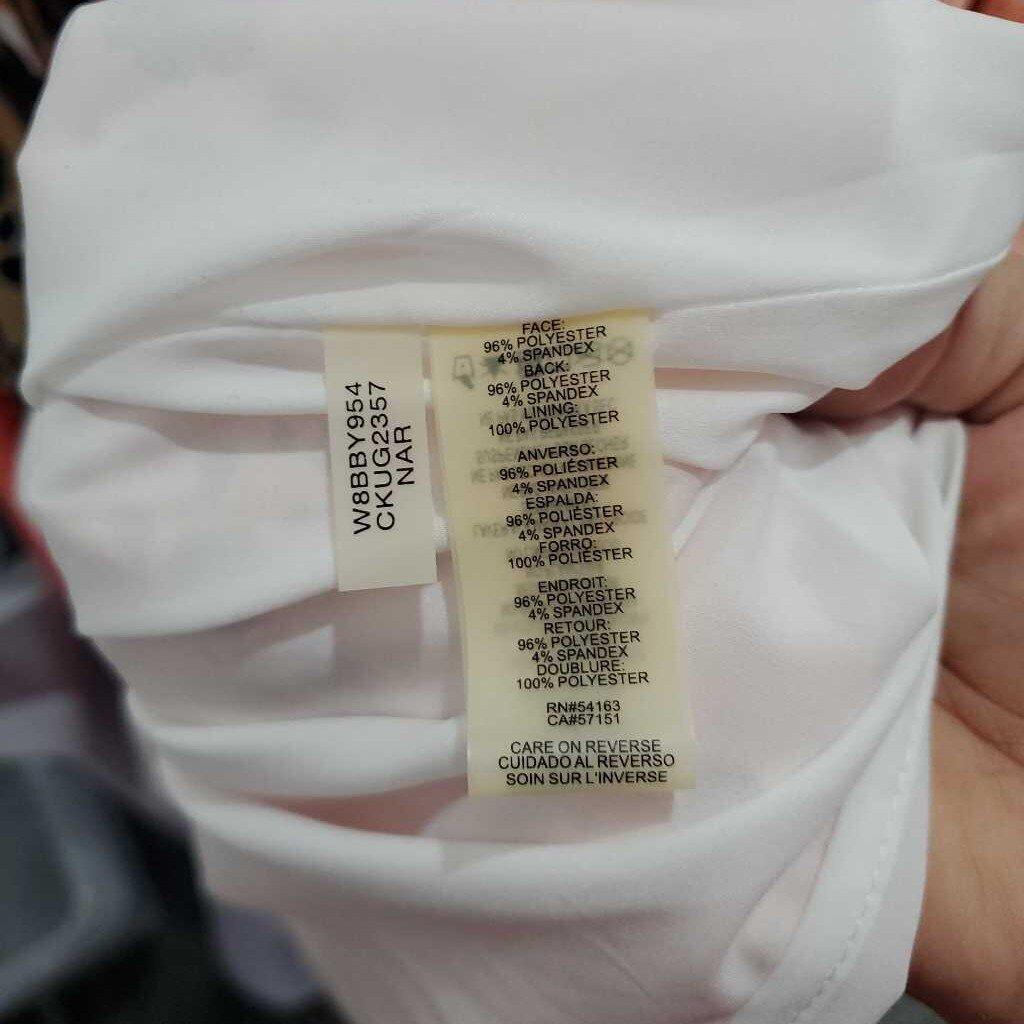 W8BBY954
CKUG2357
NAR
FACE:
96% POLYESTER
4% SPANDEX
BACK:
96% POLYESTER
4% SPANDEX
LINING:
100% POLYESTER
ANVERSO:
96% POLIÉSTER
4% SPANDEX
ESPALDA:
96% POLIÉSTER
4% SPANDEX
FORRO:
100% POLIÉSTER
ENDROIT:
96% POLYESTER
4% SPANDEX
RETOUR:
96% POLYESTER
4% SPANDEX
DOUBLURE:
100% POLYESTER
RN#54163
CA#57151
CARE ON REVERSE
CUIDADO AL REVERSO
SOIN SUR L'INVERSE